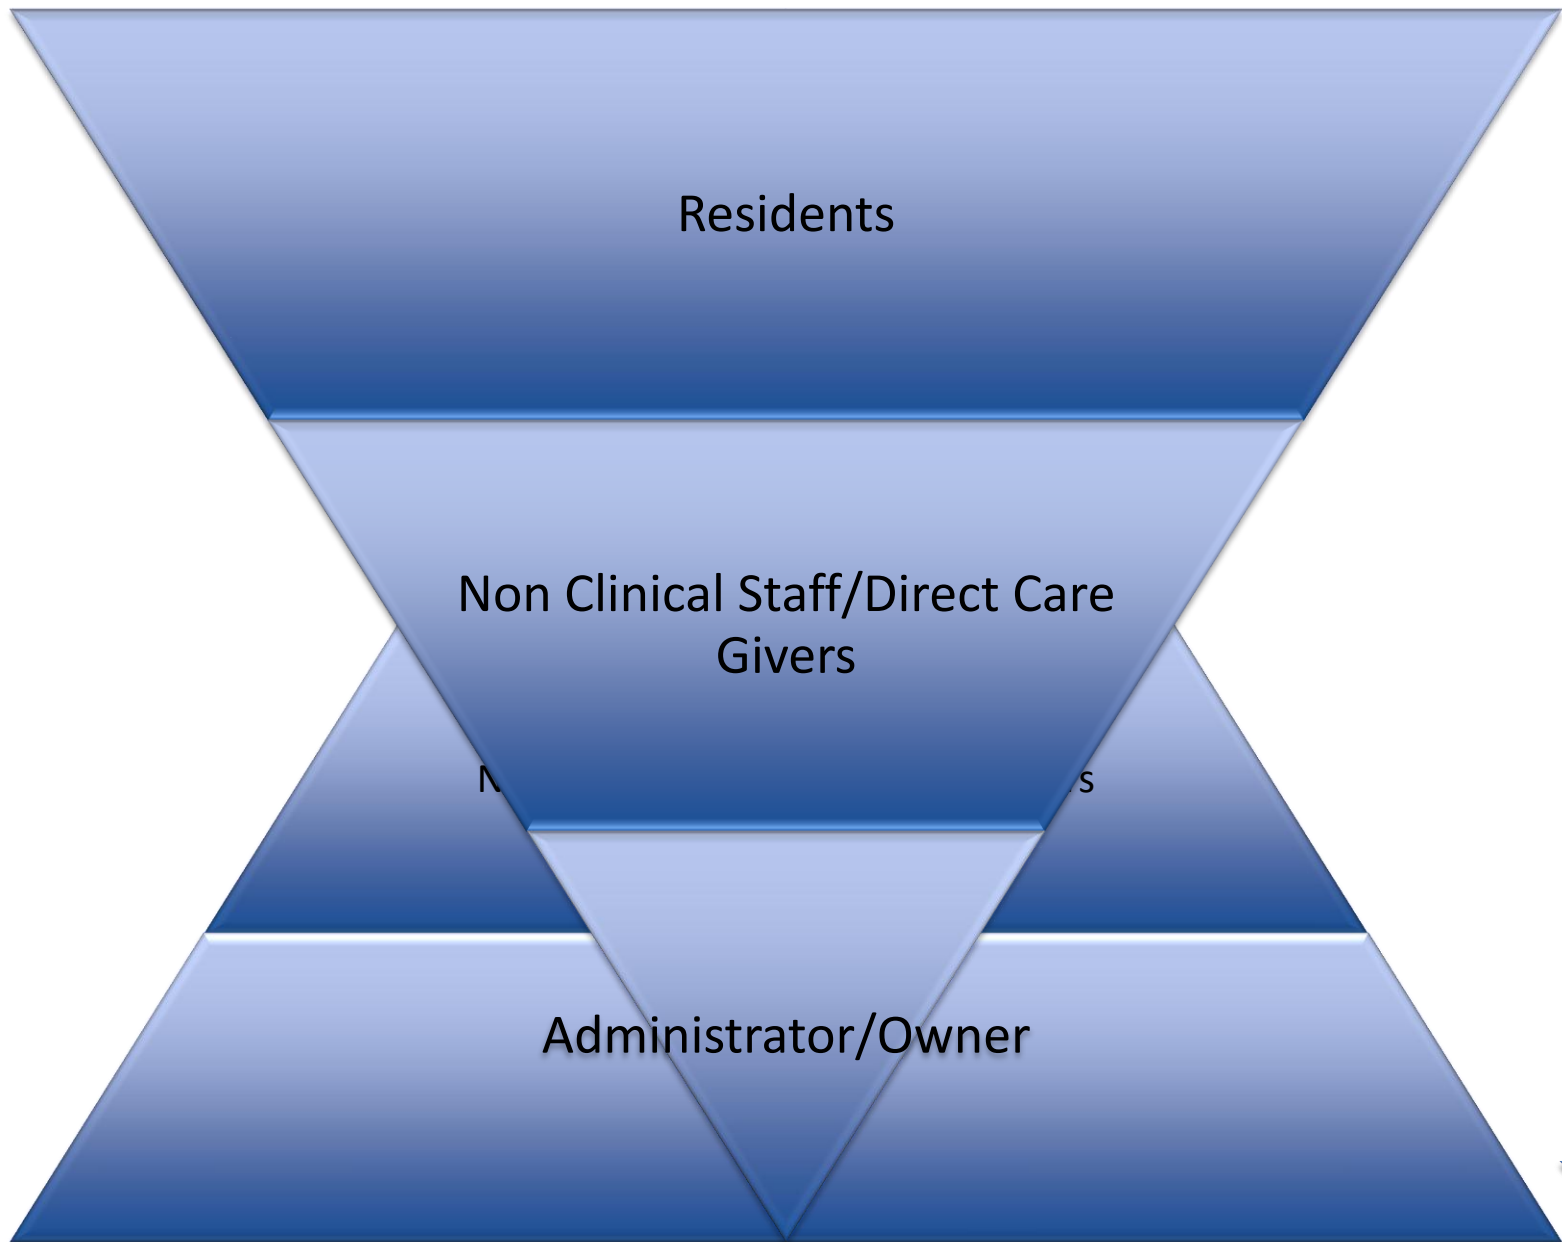 Residents
Non Clinical Staff/Direct Care
Givers
Administrator/Owner